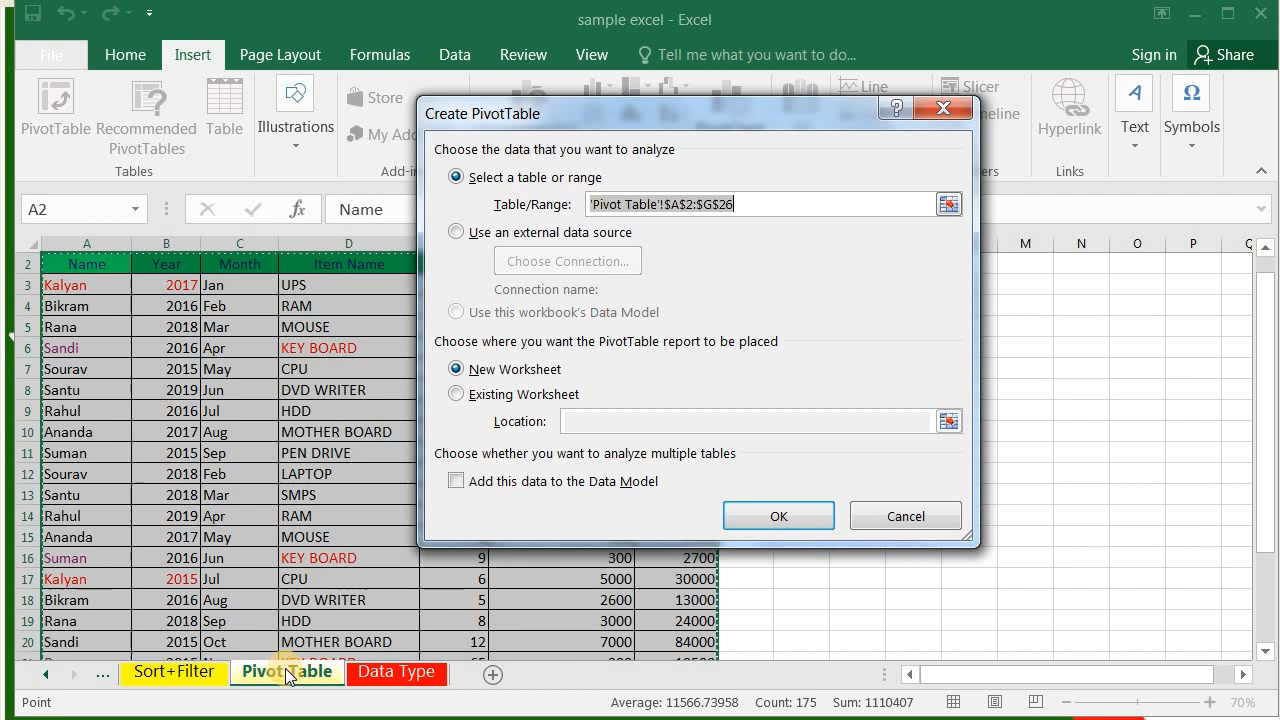 sample excel - Excel
File Home Insert Page Layout Formulas Data Review View Tell me what you want to do... Sign in Share
PivotTable Recommended PivotTables Table Illustrations Store Line Slicer Hyperlink Text Symbols
Tables Links
A2 Name
Create PivotTable
Choose the data that you want to analyze
Select a table or range
Table/Range: 'Pivot Table'!$A$2:$G$26
Use an external data source
Choose Connection...
Connection name:
Use this workbook's Data Model
Choose where you want the PivotTable report to be placed
New Worksheet
Existing Worksheet
Location:
Choose whether you want to analyze multiple tables
Add this data to the Data Model
OK Cancel
A B C D M N O P
2 Name Year Month Item Name
3 Kalyan 2017 Jan UPS
4 Bikram 2016 Feb RAM
5 Rana 2018 Mar MOUSE
6 Sandi 2016 Apr KEY BOARD
7 Sourav 2015 May CPU
8 Santu 2019 Jun DVD WRITER
9 Rahul 2016 Jul HDD
10 Ananda 2017 Aug MOTHER BOARD
11 Suman 2015 Sep PEN DRIVE
12 Sourav 2018 Feb LAPTOP
13 Santu 2018 Mar SMPS
14 Rahul 2019 Apr RAM
15 Ananda 2017 May MOUSE
16 Suman 2016 Jun KEY BOARD 9 300 2700
17 Kalyan 2015 Jul CPU 6 5000 30000
18 Bikram 2016 Aug DVD WRITER 5 2600 13000
19 Rana 2018 Sep HDD 8 3000 24000
20 Sandi 2015 Oct MOTHER BOARD 12 7000 84000
Sort+Filter Pivot Table Data Type
Point Average: 11566.73958 Count: 175 Sum: 1110407 70%